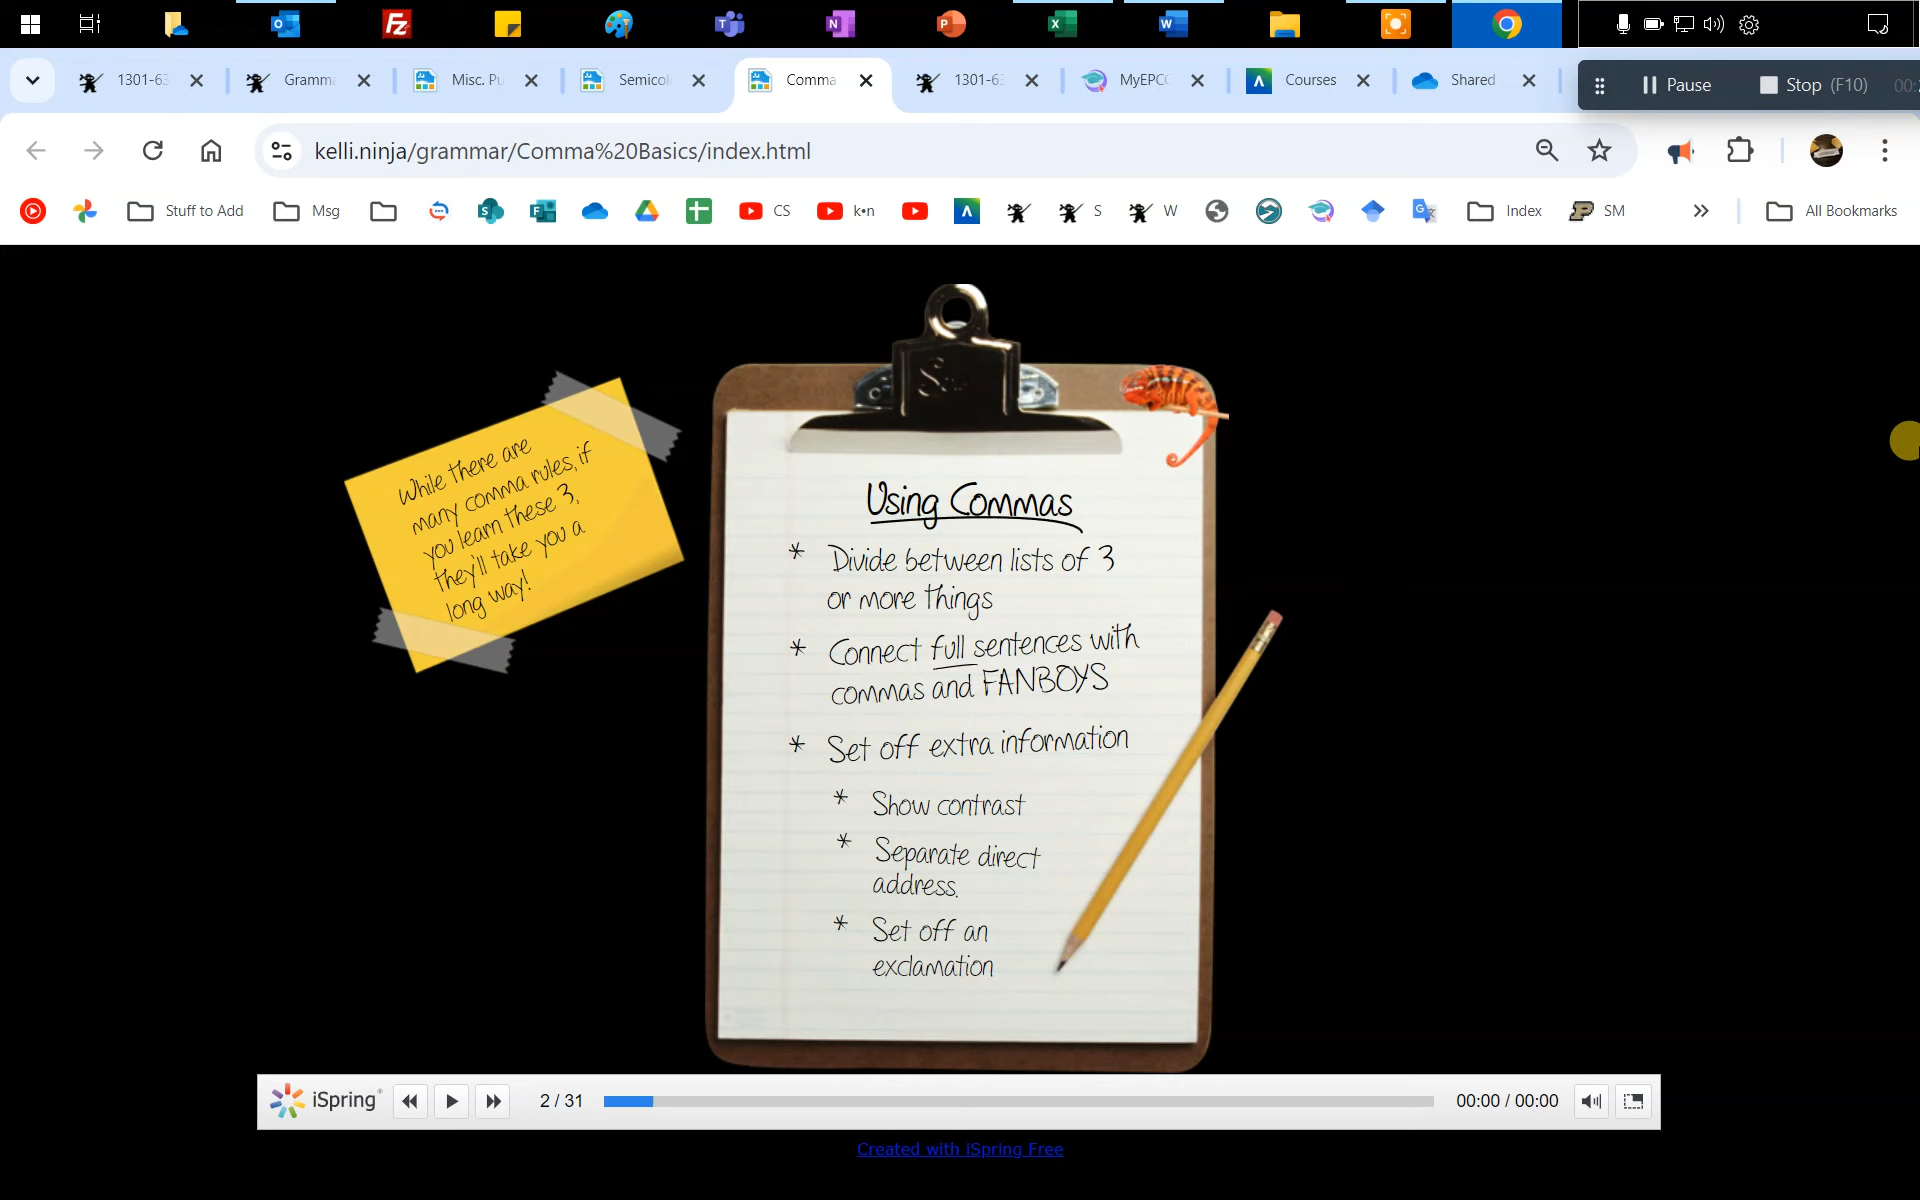 1301-63
Gramma
Misc. Pu
Semicol
Comma
1301-63
MyEPCC
Courses
Shared
Pause
Stop (F10)
00:
kelli.ninja/grammar/Comma%20Basics/index.html
Stuff to Add
Msg
CS
k•n
S
W
Index
SM
All Bookmarks
While there are
many comma rules, if
you learn these 3,
they'll take you a
long way!
Using Commas
* Divide between lists of 3
or more things
* Connect full sentences with
commas and FANBOYS
* Set off extra information
* Show contrast
* Separate direct
address.
* Set off an
exclamation
iSpring
2 / 31
00:00 / 00:00
Created with iSpring Free